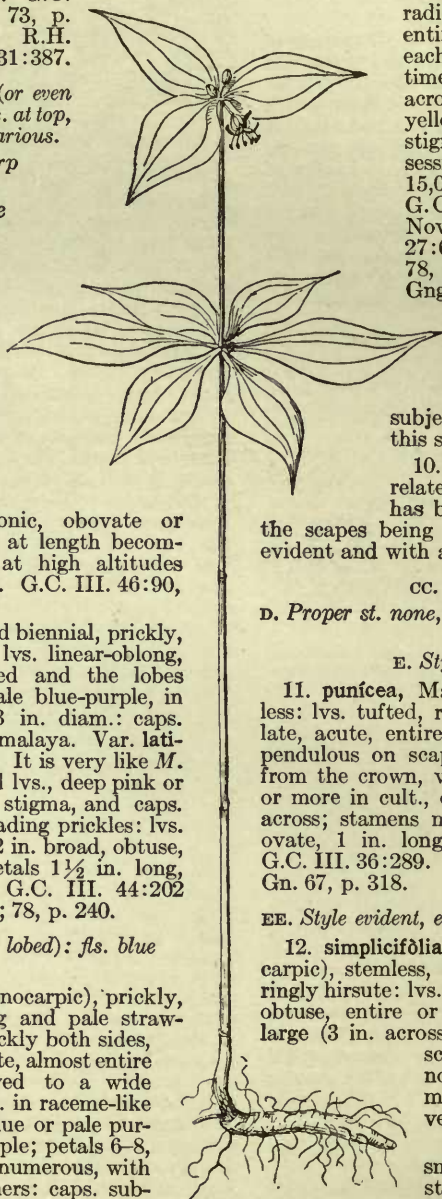 73, p.
R.H.
31:387.
(or even
s. at top,
arious.
rp
e
onic, obovate or
at length becom-
at high altitudes
. G.C. III. 46:90,
d biennial, prickly,
lvs. linear-oblong,
ed and the lobes
ale blue-purple, in
3 in. diam.: caps.
malaya. Var. lati-
It is very like M.
l lvs., deep pink or
stigma, and caps.
ading prickles: lvs.
2 in. broad, obtuse,
etals 1½ in. long,
G.C. III. 44:202
; 78, p. 240.
lobed): fls. blue
nocarpic), prickly,
g and pale straw-
ckly both sides,
te, almost entire
ved to a wide
. in raceme-like
lue or pale pur-
ple; petals 6-8,
numerous, with
ners: caps. sub-
radi
entir
each
time
acro
yello
stigm
sess
15,0
G.C
Nov
27:6
78,
Gng
subje
this s
10.
relate
has b
the scapes being
evident and with a
CC.
D. Proper st. none,
E. Sty
11. punícea, Ma
less: lvs. tufted, r
late, acute, entire
pendulous on scap
from the crown, v
or more in cult., c
across; stamens n
ovate, 1 in. long
G.C. III. 36:289.
Gn. 67, p. 318.
EE. Style evident, e
12. simplicifòlia
carpic), stemless,
ringly hirsute: lvs.
obtuse, entire or
large (3 in. across
sc
no
m
ve
sn
st